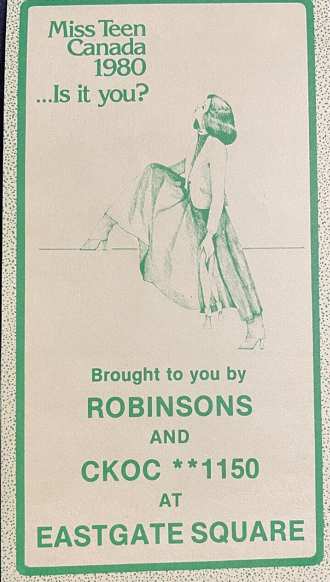 Miss Teen
Canada
1980
...Is it you?
Brought to you by
ROBINSONS
AND
CKOC **1150
AT
EASTGATE SQUARE